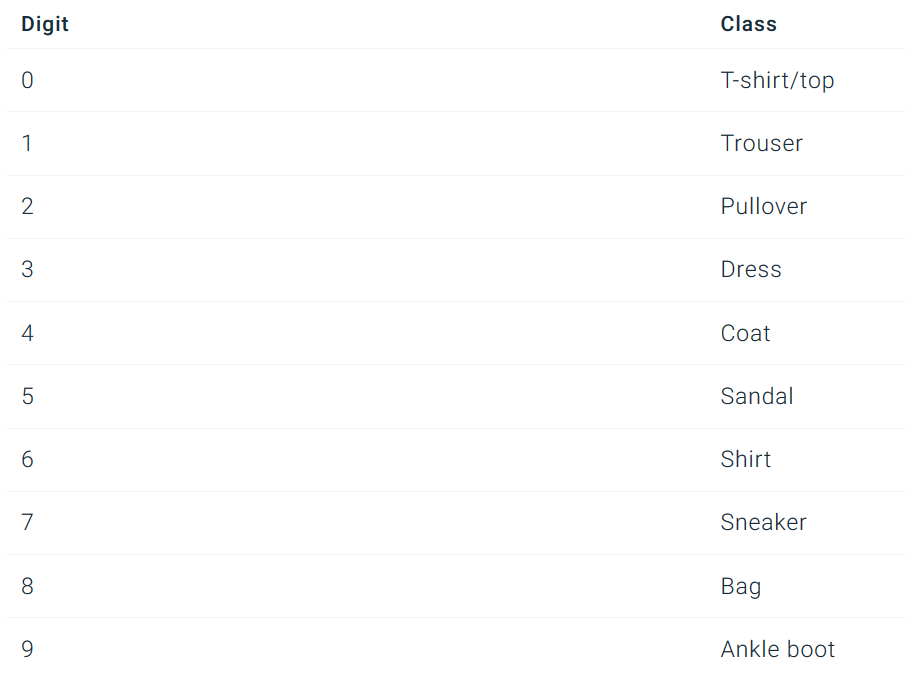 Digit Class
0 T-shirt/top
1 Trouser
2 Pullover
3 Dress
4 Coat
5 Sandal
6 Shirt
7 Sneaker
8 Bag
9 Ankle boot